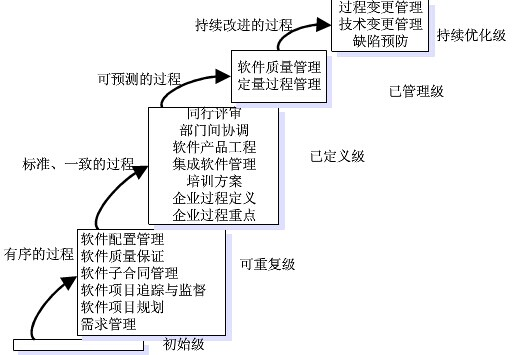 过程变更管理
技术变更管理
缺陷预防
持续改进的过程
持续优化级
软件质量管理
定量过程管理
可预测的过程
已管理级
同行评审
部门间协调
软件产品工程
集成软件管理
培训方案
企业过程定义
企业过程重点
标准、一致的过程
已定义级
软件配置管理
软件质量保证
软件子合同管理
软件项目追踪与监督
软件项目规划
需求管理
有序的过程
可重复级
初始级